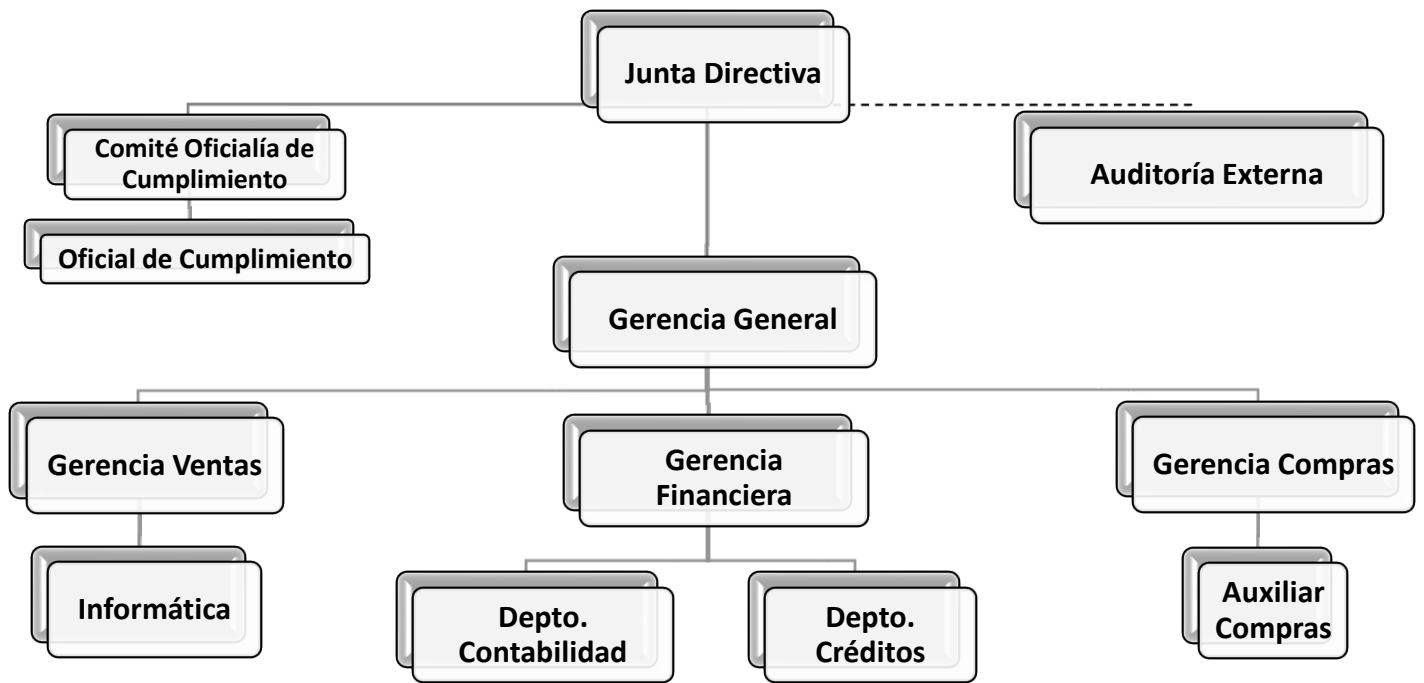 Junta Directiva
Comité Oficialía de
Cumplimiento
Auditoría Externa
Oficial de Cumplimiento
Gerencia General
Gerencia Ventas
Gerencia
Financiera
Gerencia Compras
Informática
Depto.
Contabilidad
Depto.
Créditos
Auxiliar
Compras